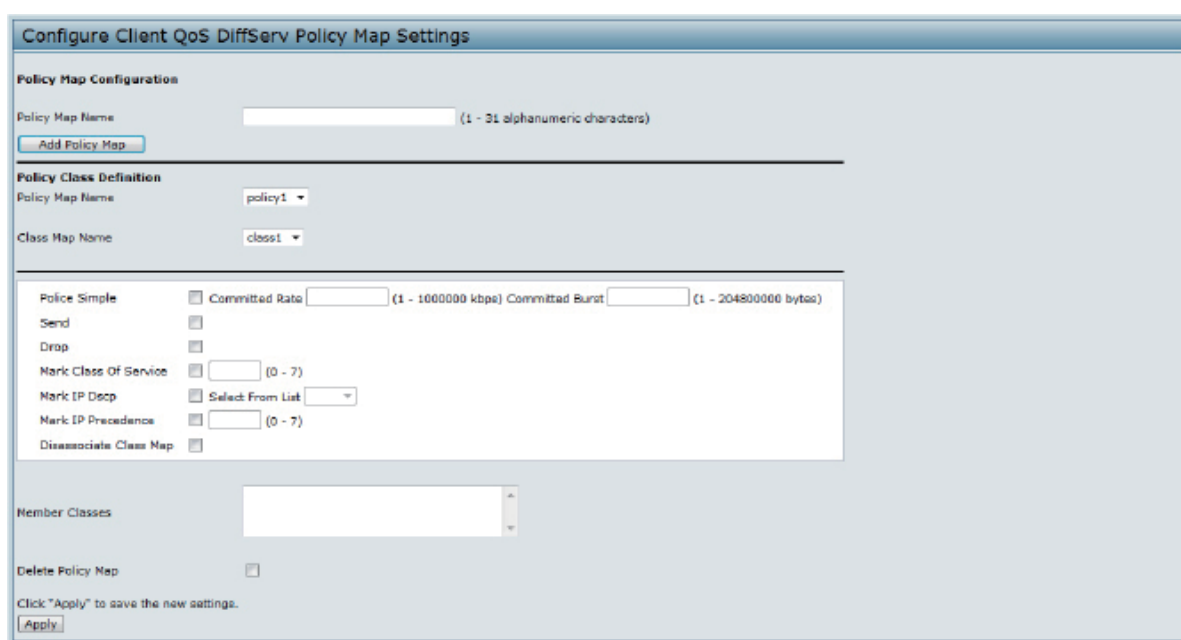 Configure Client QoS DiffServ Policy Map Settings
Policy Map Configuration
Policy Map Name (1 - 31 alphanumeric characters)
Add Policy Map
Policy Class Definition
Policy Map Name policy1
Class Map Name class1
Police Simple Committed Rate (1 - 1000000 kbps) Committed Burst (1 - 204800000 bytes)
Send
Drop
Mark Class Of Service (0 - 7)
Mark IP Dscp Select From List
Mark IP Precedence (0 - 7)
Disassociate Class Map
Member Classes
Delete Policy Map
Click "Apply" to save the new settings.
Apply